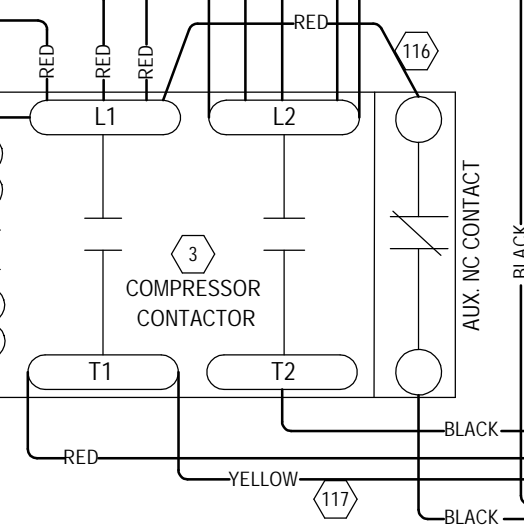 RED
116
RED
RED
RED
L1
L2
AUX. NC CONTACT
BLACK
3
COMPRESSOR
CONTACTOR
T1
T2
BLACK
RED
YELLOW
117
BLACK